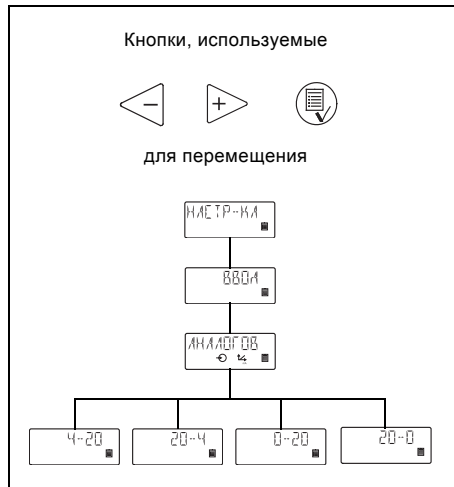 Кнопки, используемые
для перемещения
НАСТР-КА
ВВОД
АНАЛОГОВ
4-20
20-4
0-20
20-0